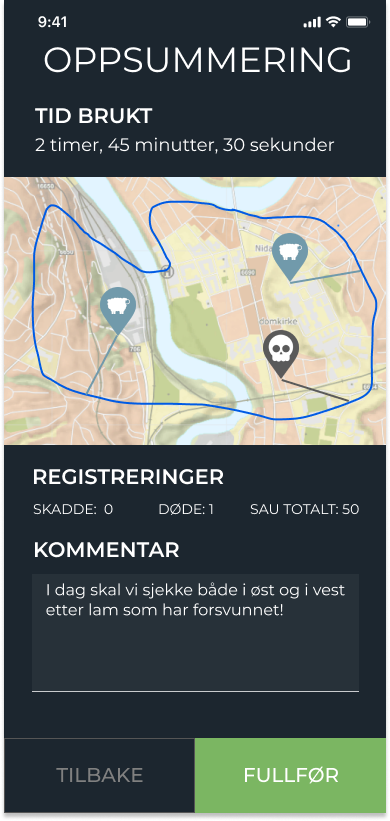 9:41
OPPSUMMERING
TID BRUKT
2 timer, 45 minutter, 30 sekunder
Nida
domkirke
REGISTRERINGER
SKADDE: 0 DØDE: 1 SAU TOTALT: 50
KOMMENTAR
I dag skal vi sjekke både i øst og i vest
etter lam som har forsvunnet!
TILBAKE FULLFØR